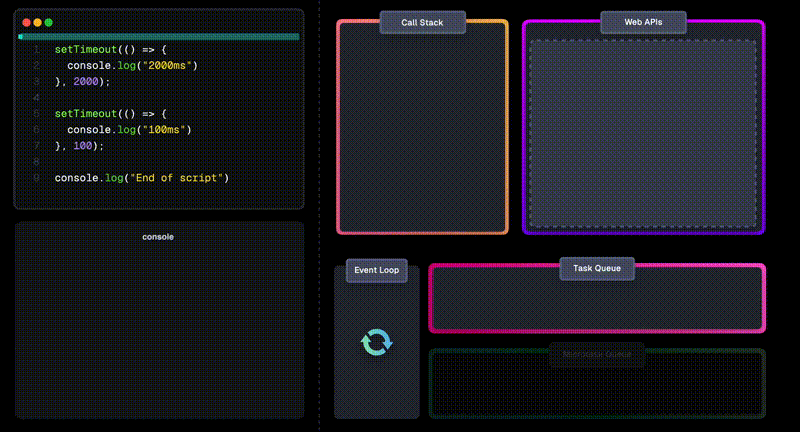 1 setTimeout(() => {
2 console.log("2000ms")
3 }, 2000);
4
5 setTimeout(() => {
6 console.log("100ms")
7 }, 100);
8
9 console.log("End of script")
console
Call Stack
Web APIs
Event Loop
Task Queue
Microtask Queue